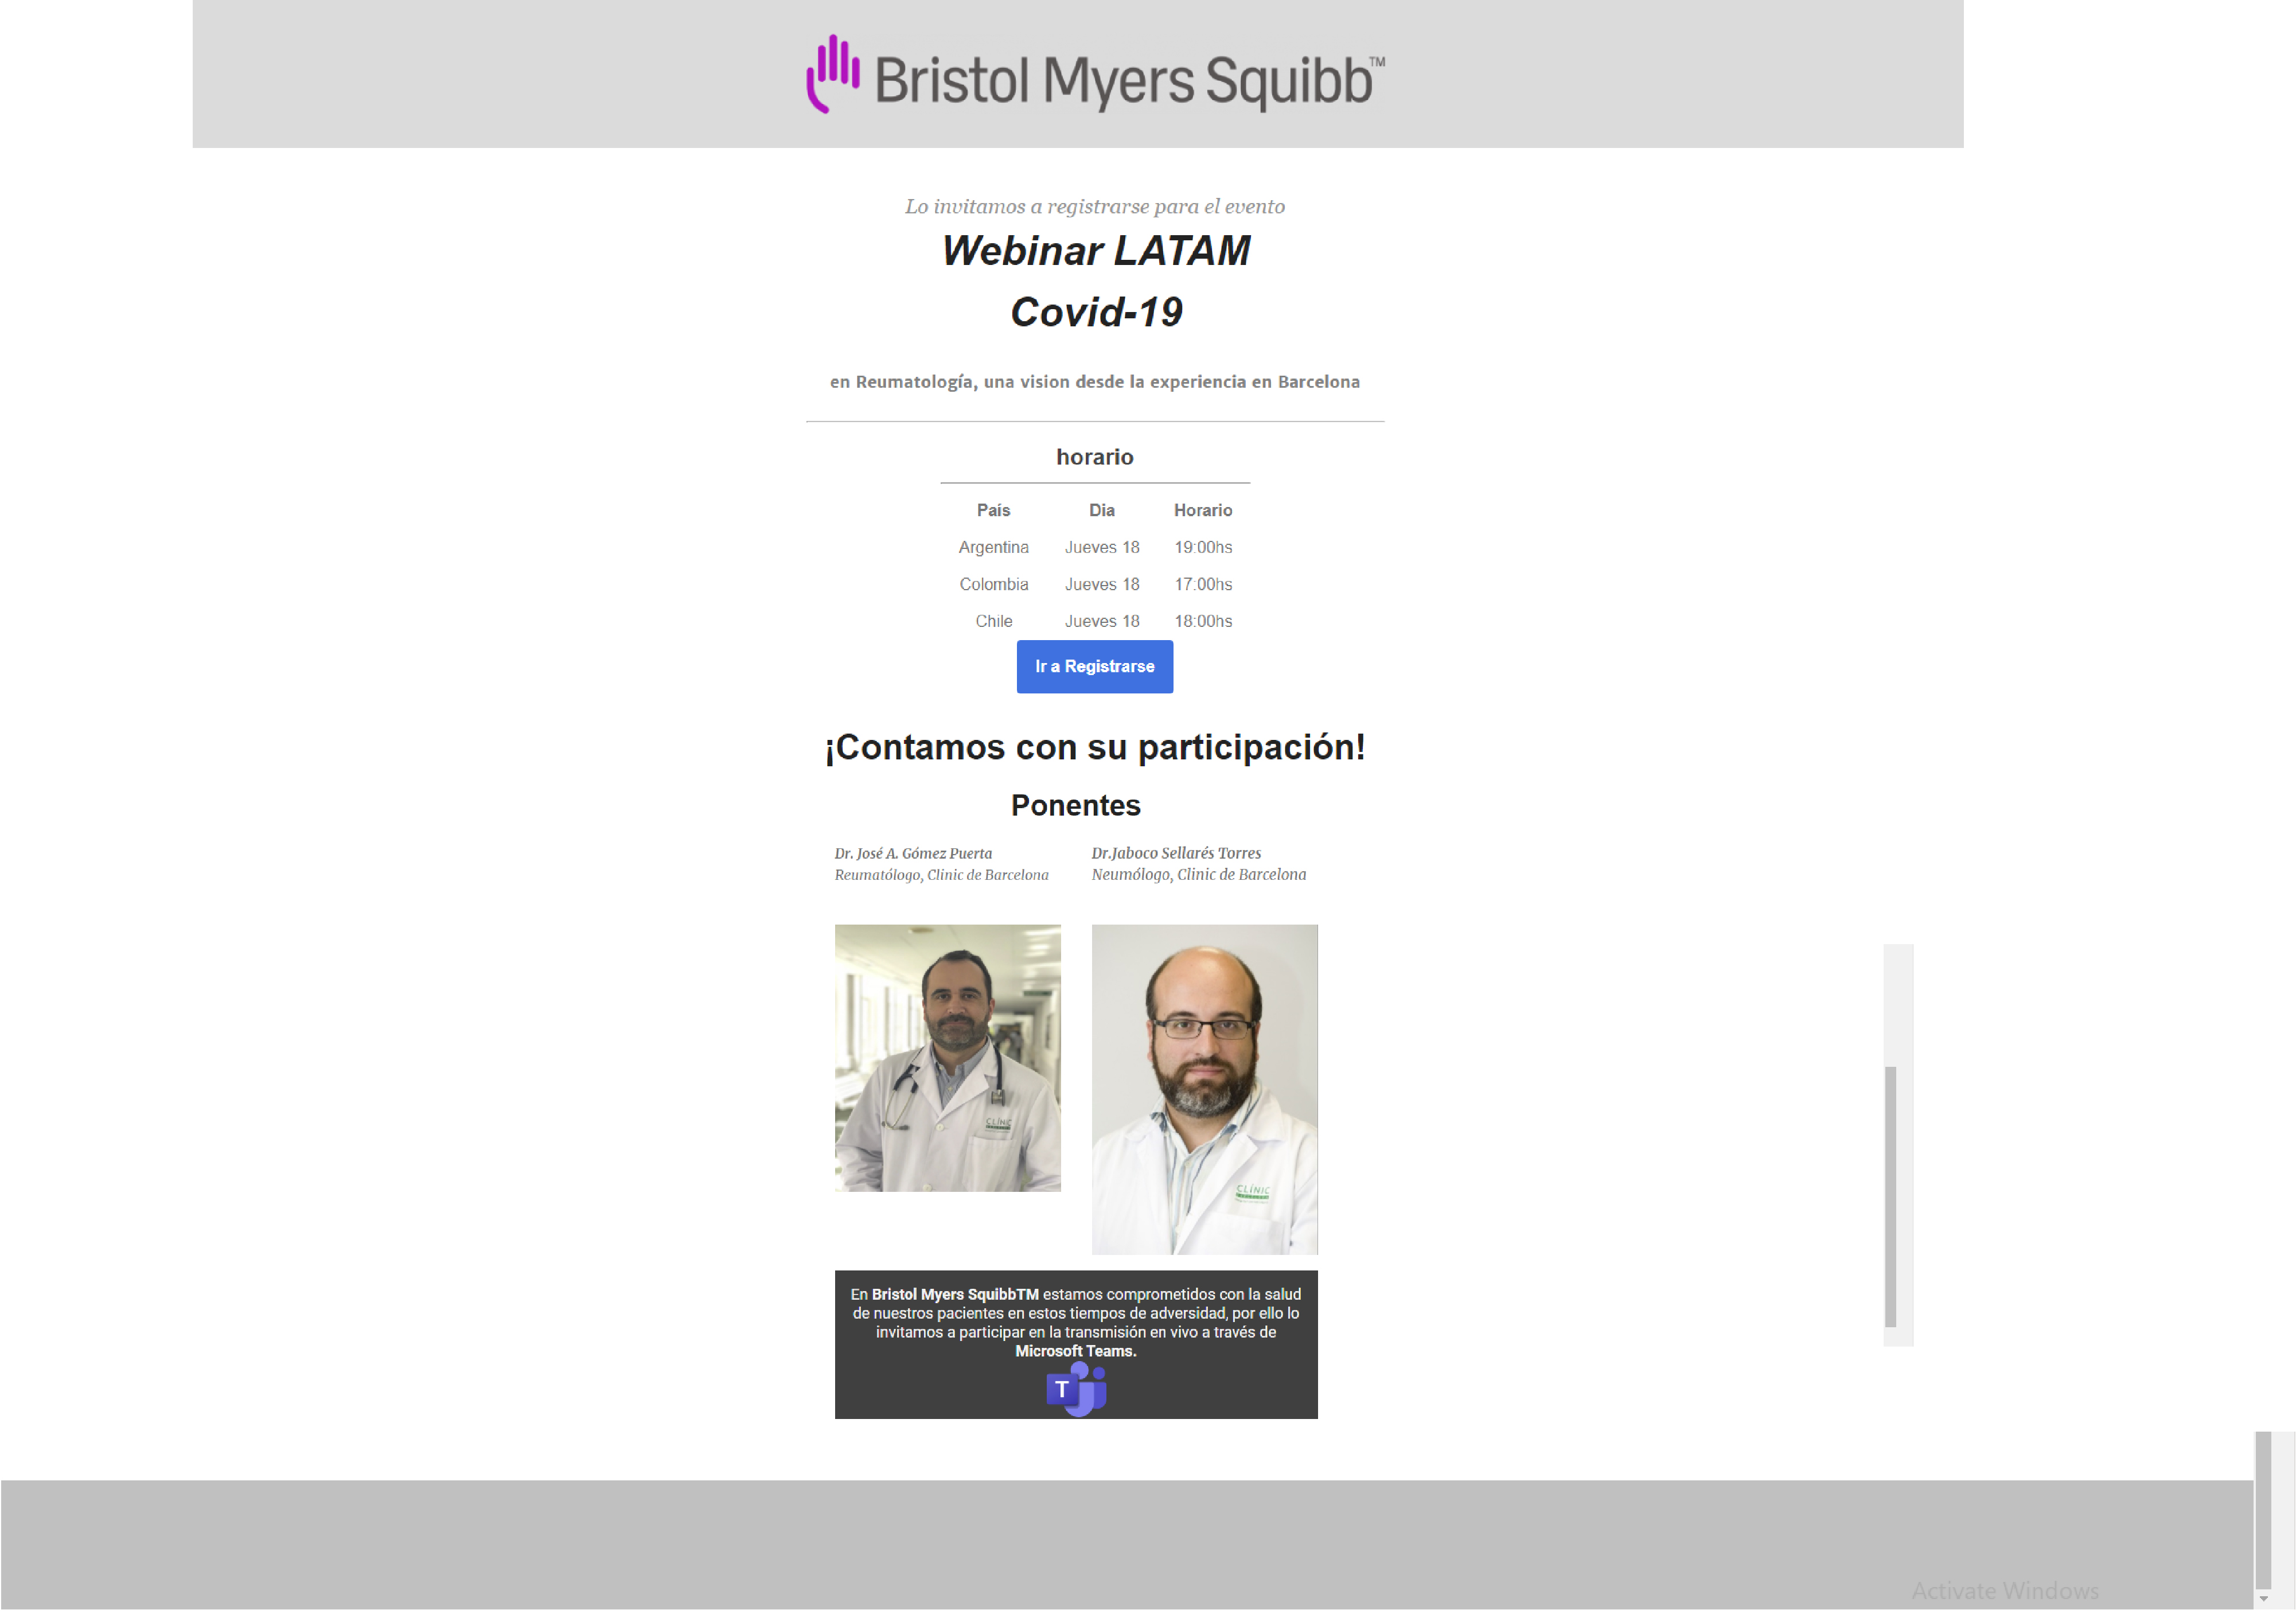 Bristol Myers Squibb™
Lo invitamos a registrarse para el evento
Webinar LATAM
Covid-19
en Reumatología, una vision desde la experiencia en Barcelona
horario
País Dia Horario
Argentina Jueves 18 19:00hs
Colombia Jueves 18 17:00hs
Chile Jueves 18 18:00hs
Ir a Registrarse
¡Contamos con su participación!
Ponentes
Dr. José A. Gómez Puerta
Reumatólogo, Clinic de Barcelona
Dr.Jaboco Sellarés Torres
Neumólogo, Clinic de Barcelona
CLÍNIC
CLÍNIC
En Bristol Myers SquibbTM estamos comprometidos con la salud
de nuestros pacientes en estos tiempos de adversidad, por ello lo
invitamos a participar en la transmisión en vivo a través de
Microsoft Teams.
T
Activate Windows